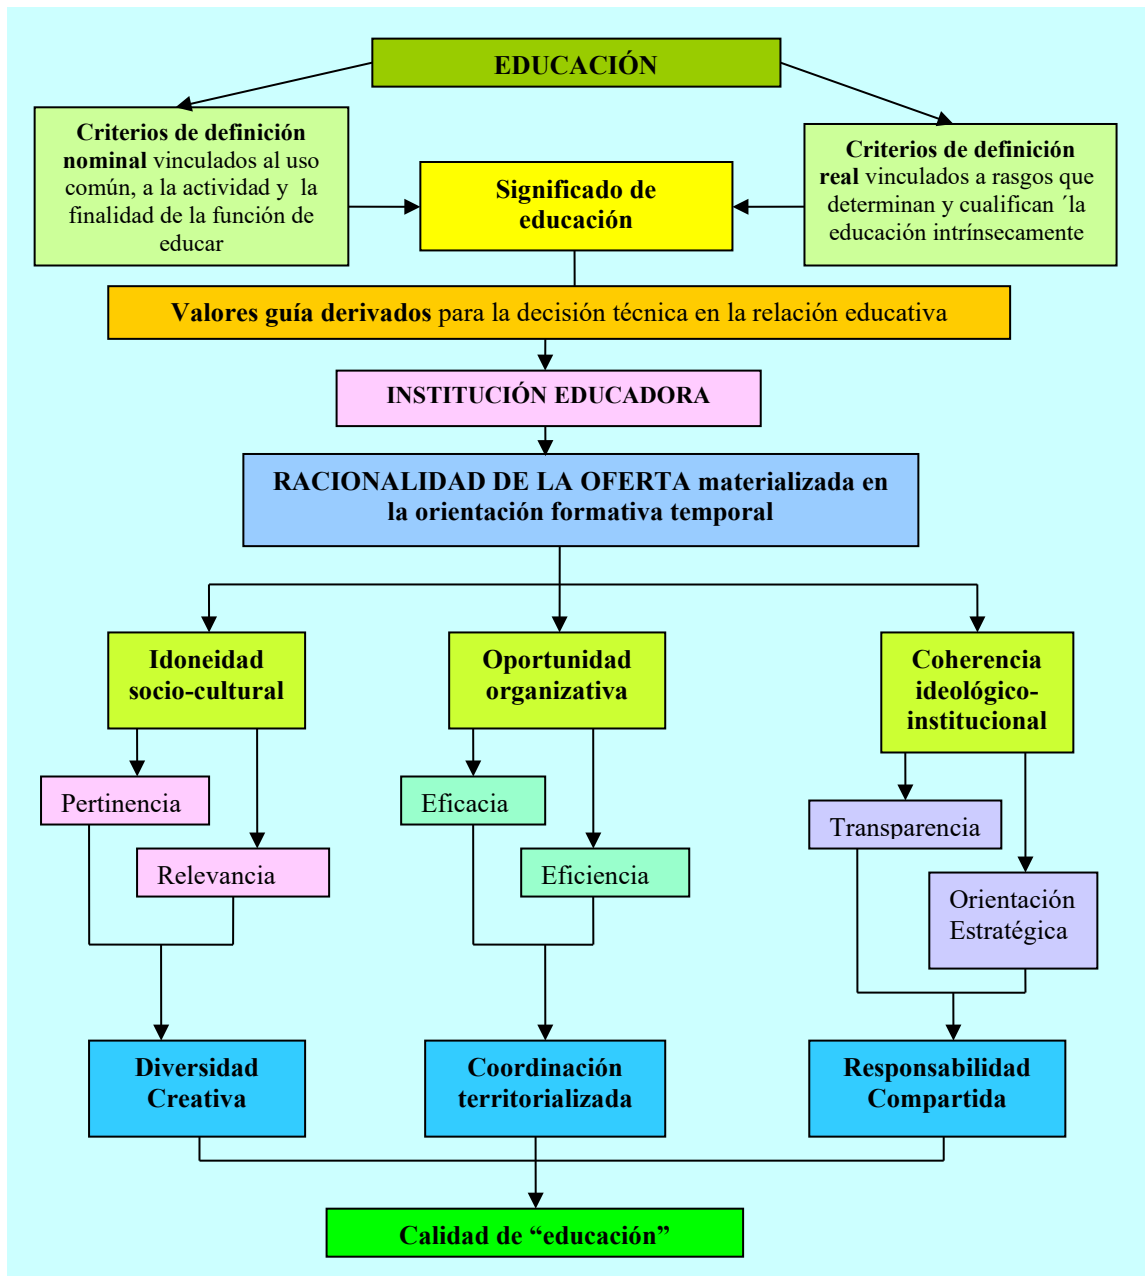 EDUCACIÓN
Criterios de definición
nominal vinculados al uso
común, a la actividad y la
finalidad de la función de
educar
Significado de
educación
Criterios de definición
real vinculados a rasgos que
determinan y cualifican ´la
educación intrínsecamente
Valores guía derivados para la decisión técnica en la relación educativa
INSTITUCIÓN EDUCADORA
RACIONALIDAD DE LA OFERTA materializada en
la orientación formativa temporal
Idoneidad
socio-cultural
Oportunidad
organizativa
Coherencia
ideológico-
institucional
Pertinencia
Relevancia
Eficacia
Eficiencia
Transparencia
Orientación
Estratégica
Diversidad
Creativa
Coordinación
territorializada
Responsabilidad
Compartida
Calidad de “educación”